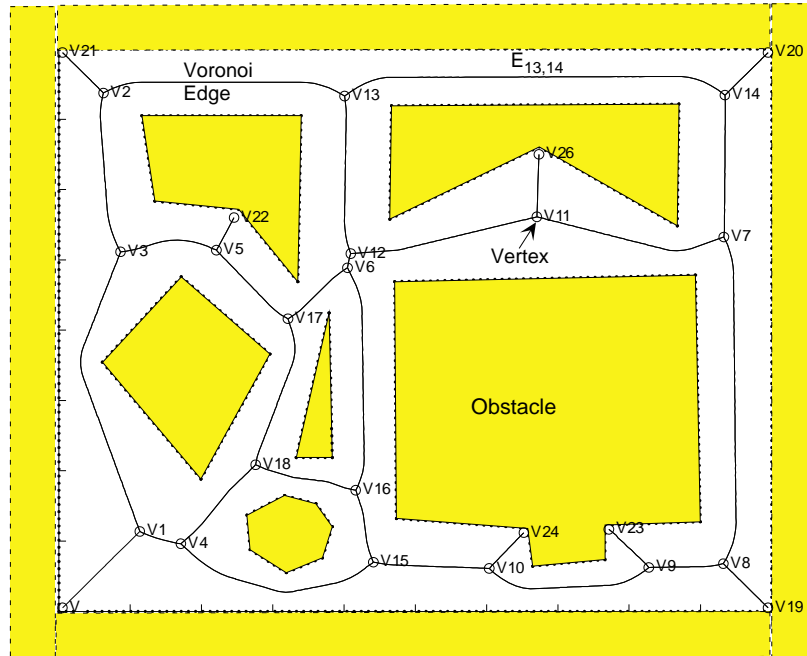 V21
V20
Voronoi
Edge
E13,14
V2
V13
V14
V26
V22
V11
V7
V3
V5
V12
Vertex
V6
V17
Obstacle
V18
V16
V1
V4
V24
V23
V15
V10
V9
V8
V
V19